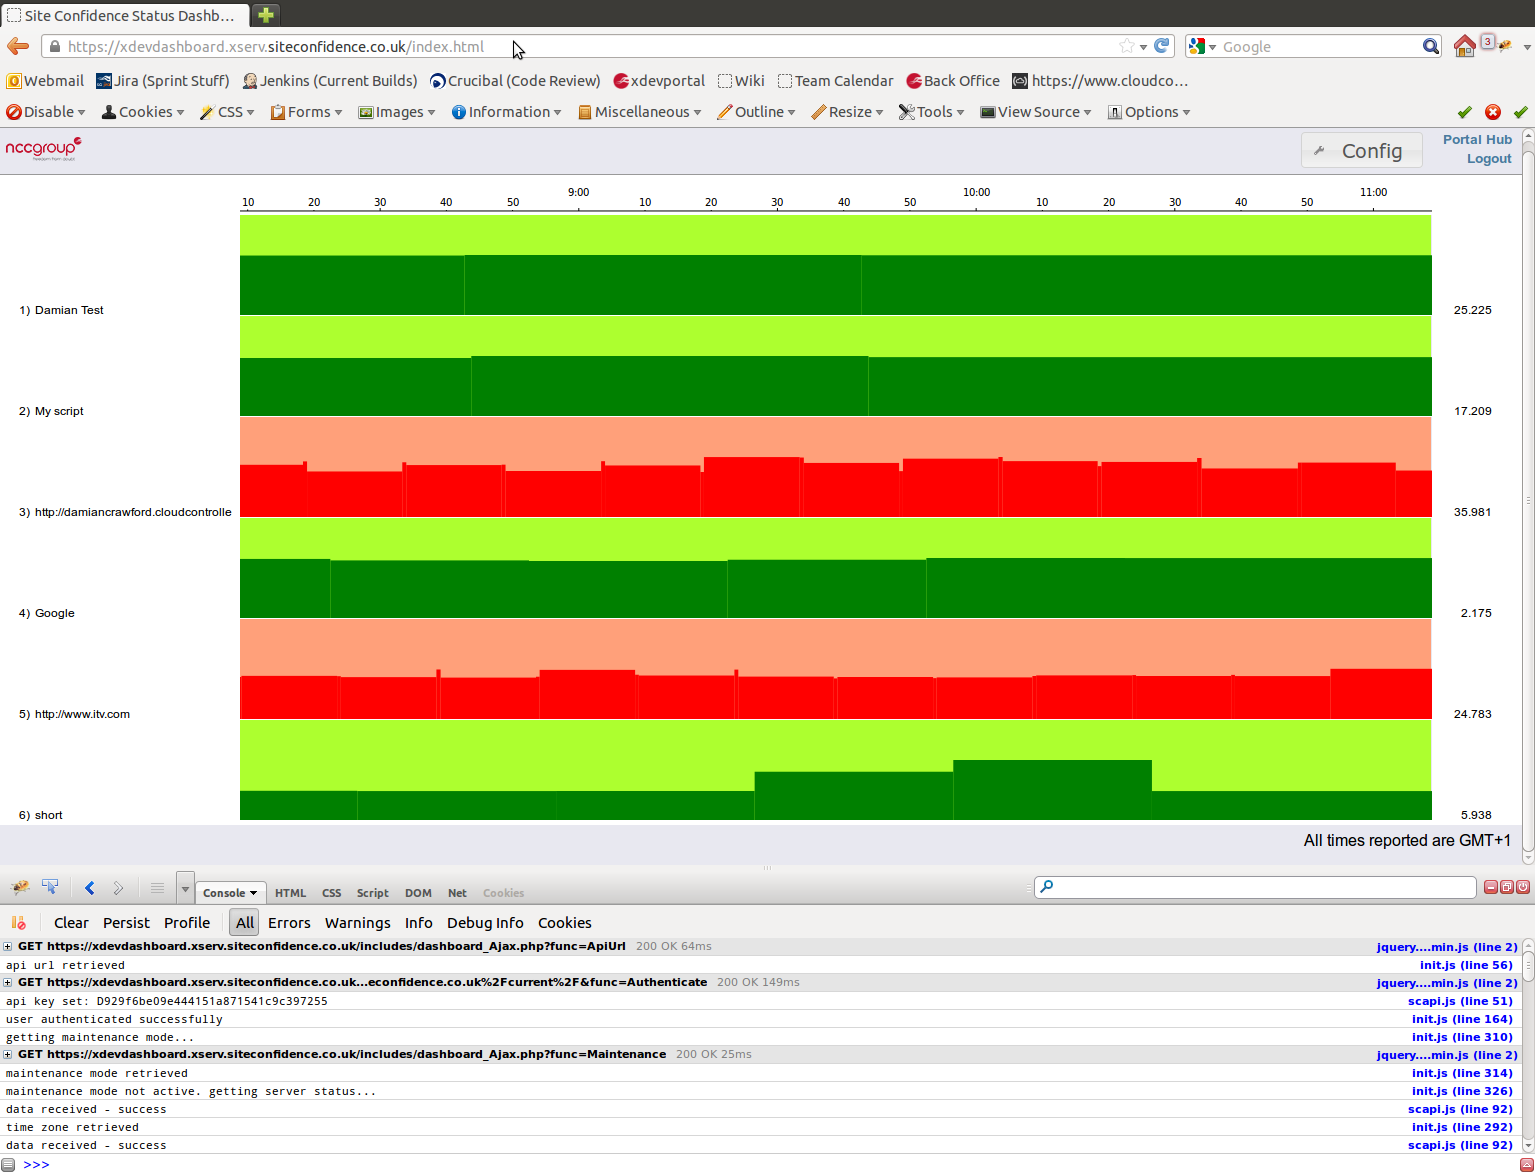 Site Confidence Status Dashb...
https://xdevdashboard.xserv.siteconfidence.co.uk/index.html
Google
3
Webmail Jira (Sprint Stuff) Jenkins (Current Builds) Crucibal (Code Review) xdevportal Wiki Team Calendar Back Office https://www.cloudco...
Disable Cookies CSS Forms Images Information Miscellaneous Outline Resize Tools View Source Options
nccgroup
freedom from doubt
Config
Portal Hub
Logout
9:00 10:00 11:00
10 20 30 40 50 10 20 30 40 50 10 20 30 40 50
1) Damian Test 25.225
2) My script 17.209
3) http://damiancrawford.cloudcontrolle 35.981
4) Google 2.175
5) http://www.itv.com 24.783
6) short 5.938
All times reported are GMT+1
Console HTML CSS Script DOM Net Cookies
Clear Persist Profile All Errors Warnings Info Debug Info Cookies
GET https://xdevdashboard.xserv.siteconfidence.co.uk/includes/dashboard_Ajax.php?func=ApiUrl 200 OK 64ms jquery....min.js (line 2)
api url retrieved init.js (line 56)
GET https://xdevdashboard.xserv.siteconfidence.co.uk...econfidence.co.uk%2Fcurrent%2F&func=Authenticate 200 OK 149ms jquery....min.js (line 2)
api key set: D929f6be09e444151a871541c9c397255 scapi.js (line 51)
user authenticated successfully init.js (line 164)
getting maintenance mode... init.js (line 310)
GET https://xdevdashboard.xserv.siteconfidence.co.uk/includes/dashboard_Ajax.php?func=Maintenance 200 OK 25ms jquery....min.js (line 2)
maintenance mode retrieved init.js (line 314)
maintenance mode not active. getting server status... init.js (line 326)
data received - success scapi.js (line 92)
time zone retrieved init.js (line 292)
data received - success scapi.js (line 92)
>>>